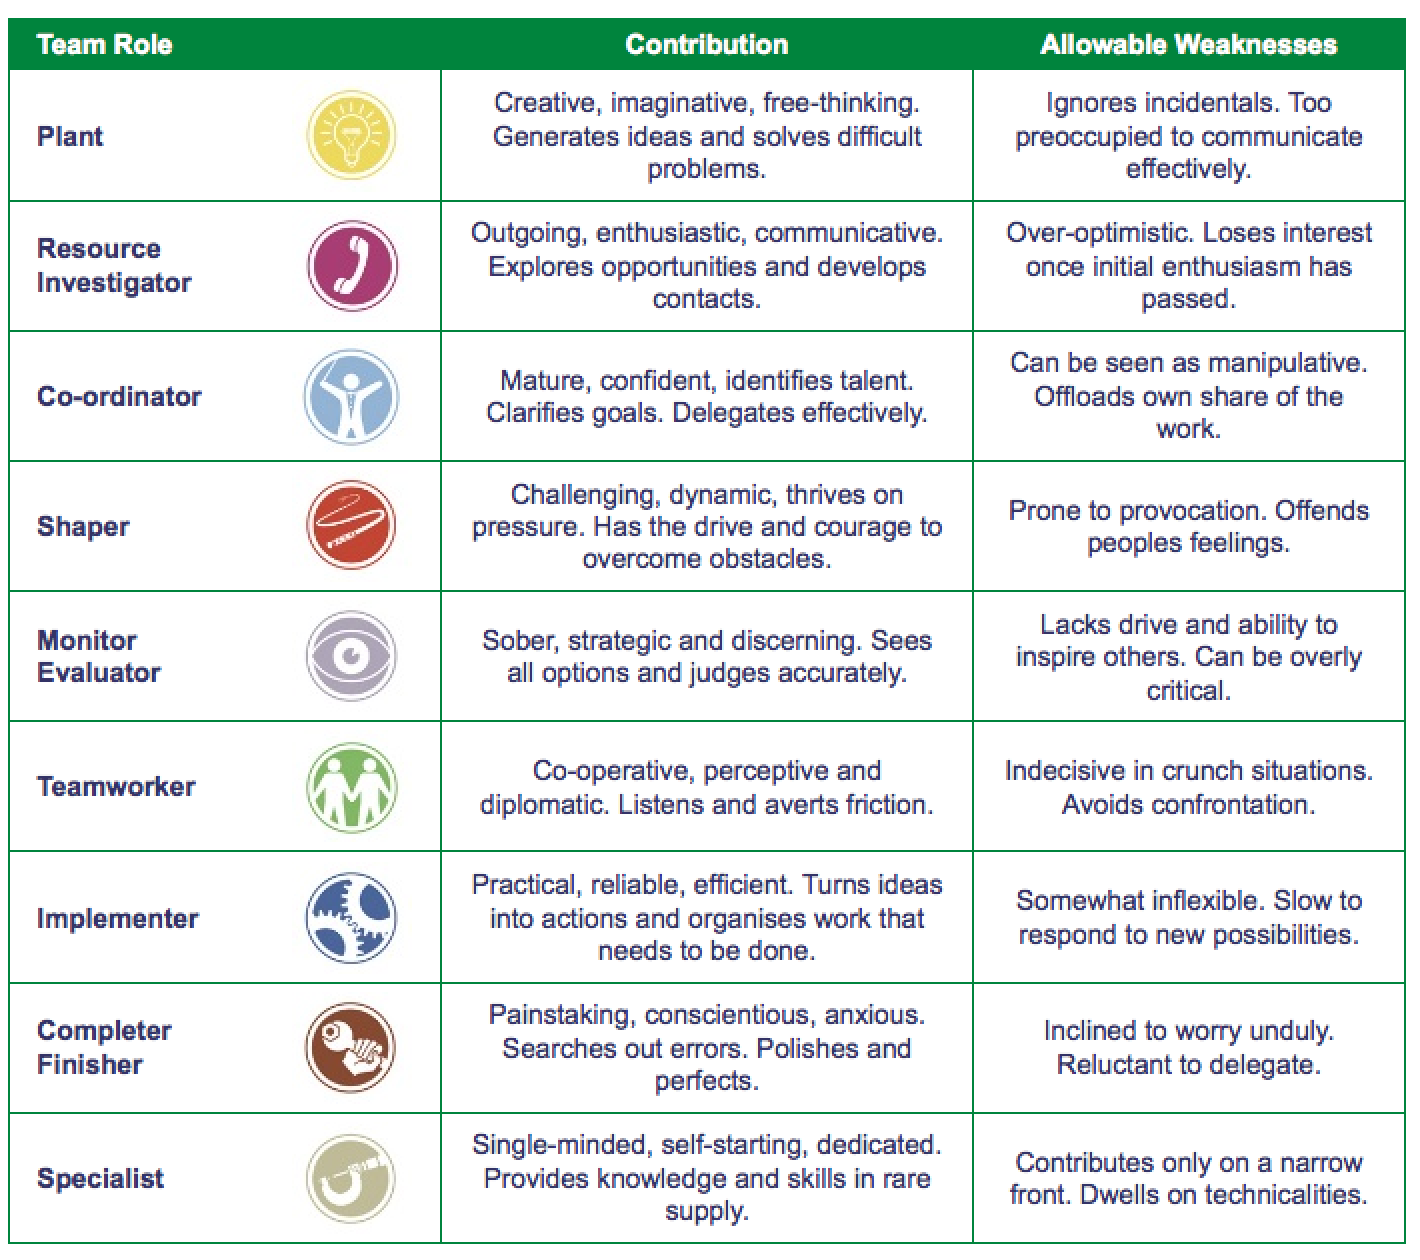 Team Role
Contribution
Allowable Weaknesses
Plant
Creative, imaginative, free-thinking.
Generates ideas and solves difficult
problems.
Ignores incidentals. Too
preoccupied to communicate
effectively.
Resource
Investigator
Outgoing, enthusiastic, communicative.
Explores opportunities and develops
contacts.
Over-optimistic. Loses interest
once initial enthusiasm has
passed.
Co-ordinator
Mature, confident, identifies talent.
Clarifies goals. Delegates effectively.
Can be seen as manipulative.
Offloads own share of the
work.
Shaper
Challenging, dynamic, thrives on
pressure. Has the drive and courage to
overcome obstacles.
Prone to provocation. Offends
peoples feelings.
Monitor
Evaluator
Sober, strategic and discerning. Sees
all options and judges accurately.
Lacks drive and ability to
inspire others. Can be overly
critical.
Teamworker
Co-operative, perceptive and
diplomatic. Listens and averts friction.
Indecisive in crunch situations.
Avoids confrontation.
Implementer
Practical, reliable, efficient. Turns ideas
into actions and organises work that
needs to be done.
Somewhat inflexible. Slow to
respond to new possibilities.
Completer
Finisher
Painstaking, conscientious, anxious.
Searches out errors. Polishes and
perfects.
Inclined to worry unduly.
Reluctant to delegate.
Specialist
Single-minded, self-starting, dedicated.
Provides knowledge and skills in rare
supply.
Contributes only on a narrow
front. Dwells on technicalities.